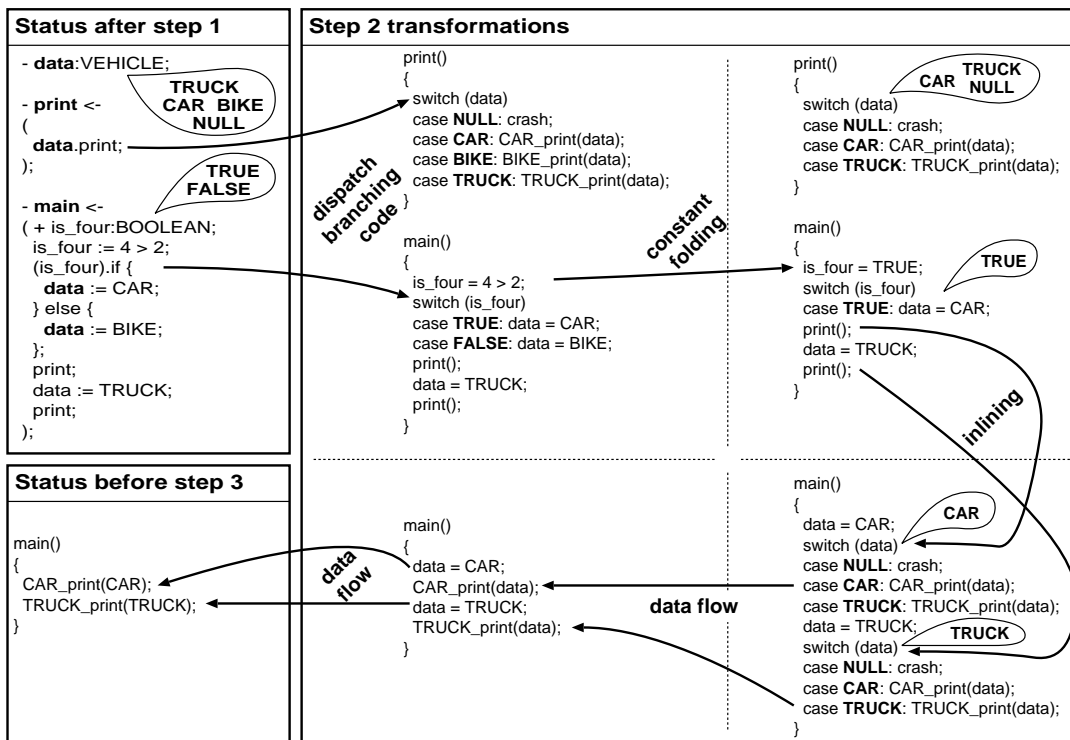 Status after step 1
- data:VEHICLE;
TRUCK
CAR BIKE
NULL
- print <-
(
data.print;
);
TRUE
FALSE
- main <-
( + is_four:BOOLEAN;
is_four := 4 > 2;
(is_four).if {
data := CAR;
} else {
data := BIKE;
};
print;
data := TRUCK;
print;
);
Step 2 transformations
print()
{
switch (data)
case NULL: crash;
case CAR: CAR_print(data);
case BIKE: BIKE_print(data);
case TRUCK: TRUCK_print(data);
}
dispatch
branching
code
main()
{
is_four = 4 > 2;
switch (is_four)
case TRUE: data = CAR;
case FALSE: data = BIKE;
print();
data = TRUCK;
print();
}
constant
folding
print()
{
CAR TRUCK
NULL
switch (data)
case NULL: crash;
case CAR: CAR_print(data);
case TRUCK: TRUCK_print(data);
}
main()
{
is_four = TRUE;
TRUE
switch (is_four)
case TRUE: data = CAR;
print();
data = TRUCK;
print();
}
inlining
main()
{
data = CAR;
CAR
switch (data)
case NULL: crash;
case CAR: CAR_print(data);
case TRUCK: TRUCK_print(data);
data = TRUCK;
TRUCK
switch (data)
case NULL: crash;
case CAR: CAR_print(data);
case TRUCK: TRUCK_print(data);
}
data flow
main()
{
data = CAR;
CAR_print(data);
data = TRUCK;
TRUCK_print(data);
}
data
flow
Status before step 3
main()
{
CAR_print(CAR);
TRUCK_print(TRUCK);
}